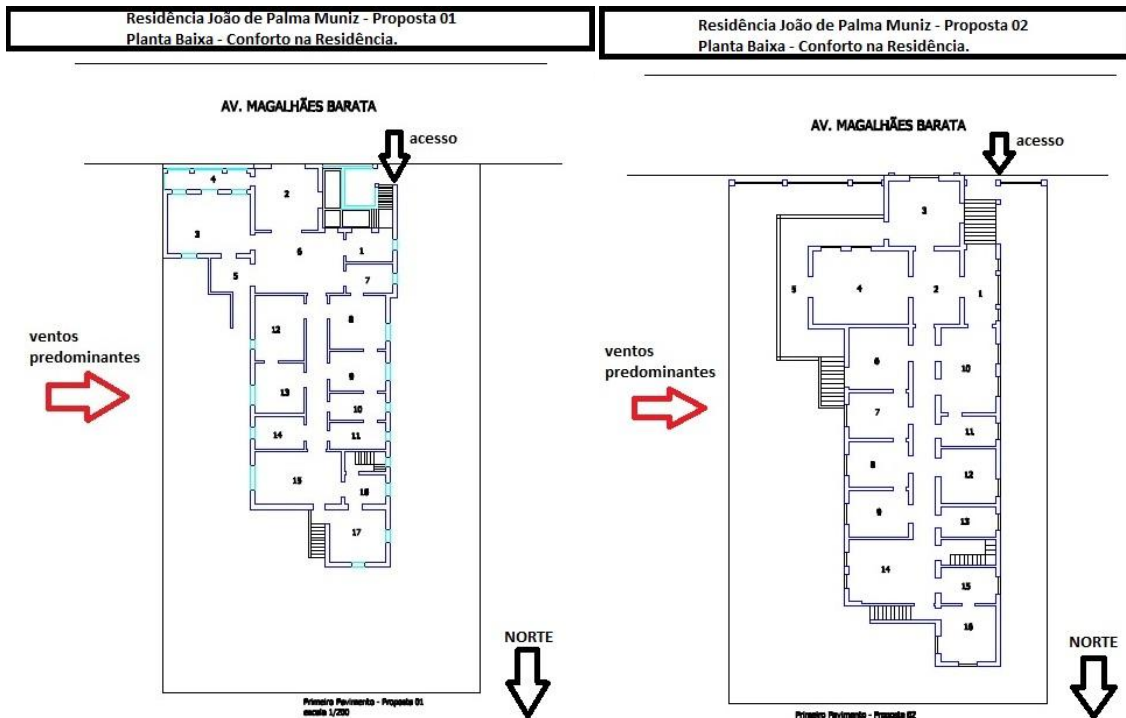 Residência João de Palma Muniz - Proposta 01
Planta Baixa - Conforto na Residência.
AV. MAGALHÃES BARATA
acesso
4
2
3
1
6
5
7
12
8
ventos
predominantes
9
13
10
14
11
15
16
17
NORTE
Primeiro Pavimento - Proposta 01
escala 1/200
Residência João de Palma Muniz - Proposta 02
Planta Baixa - Conforto na Residência.
AV. MAGALHÃES BARATA
acesso
3
5
4
2
1
ventos
predominantes
6
10
7
11
8
12
9
13
14
15
16
NORTE
Primeiro Pavimento - Proposta 02